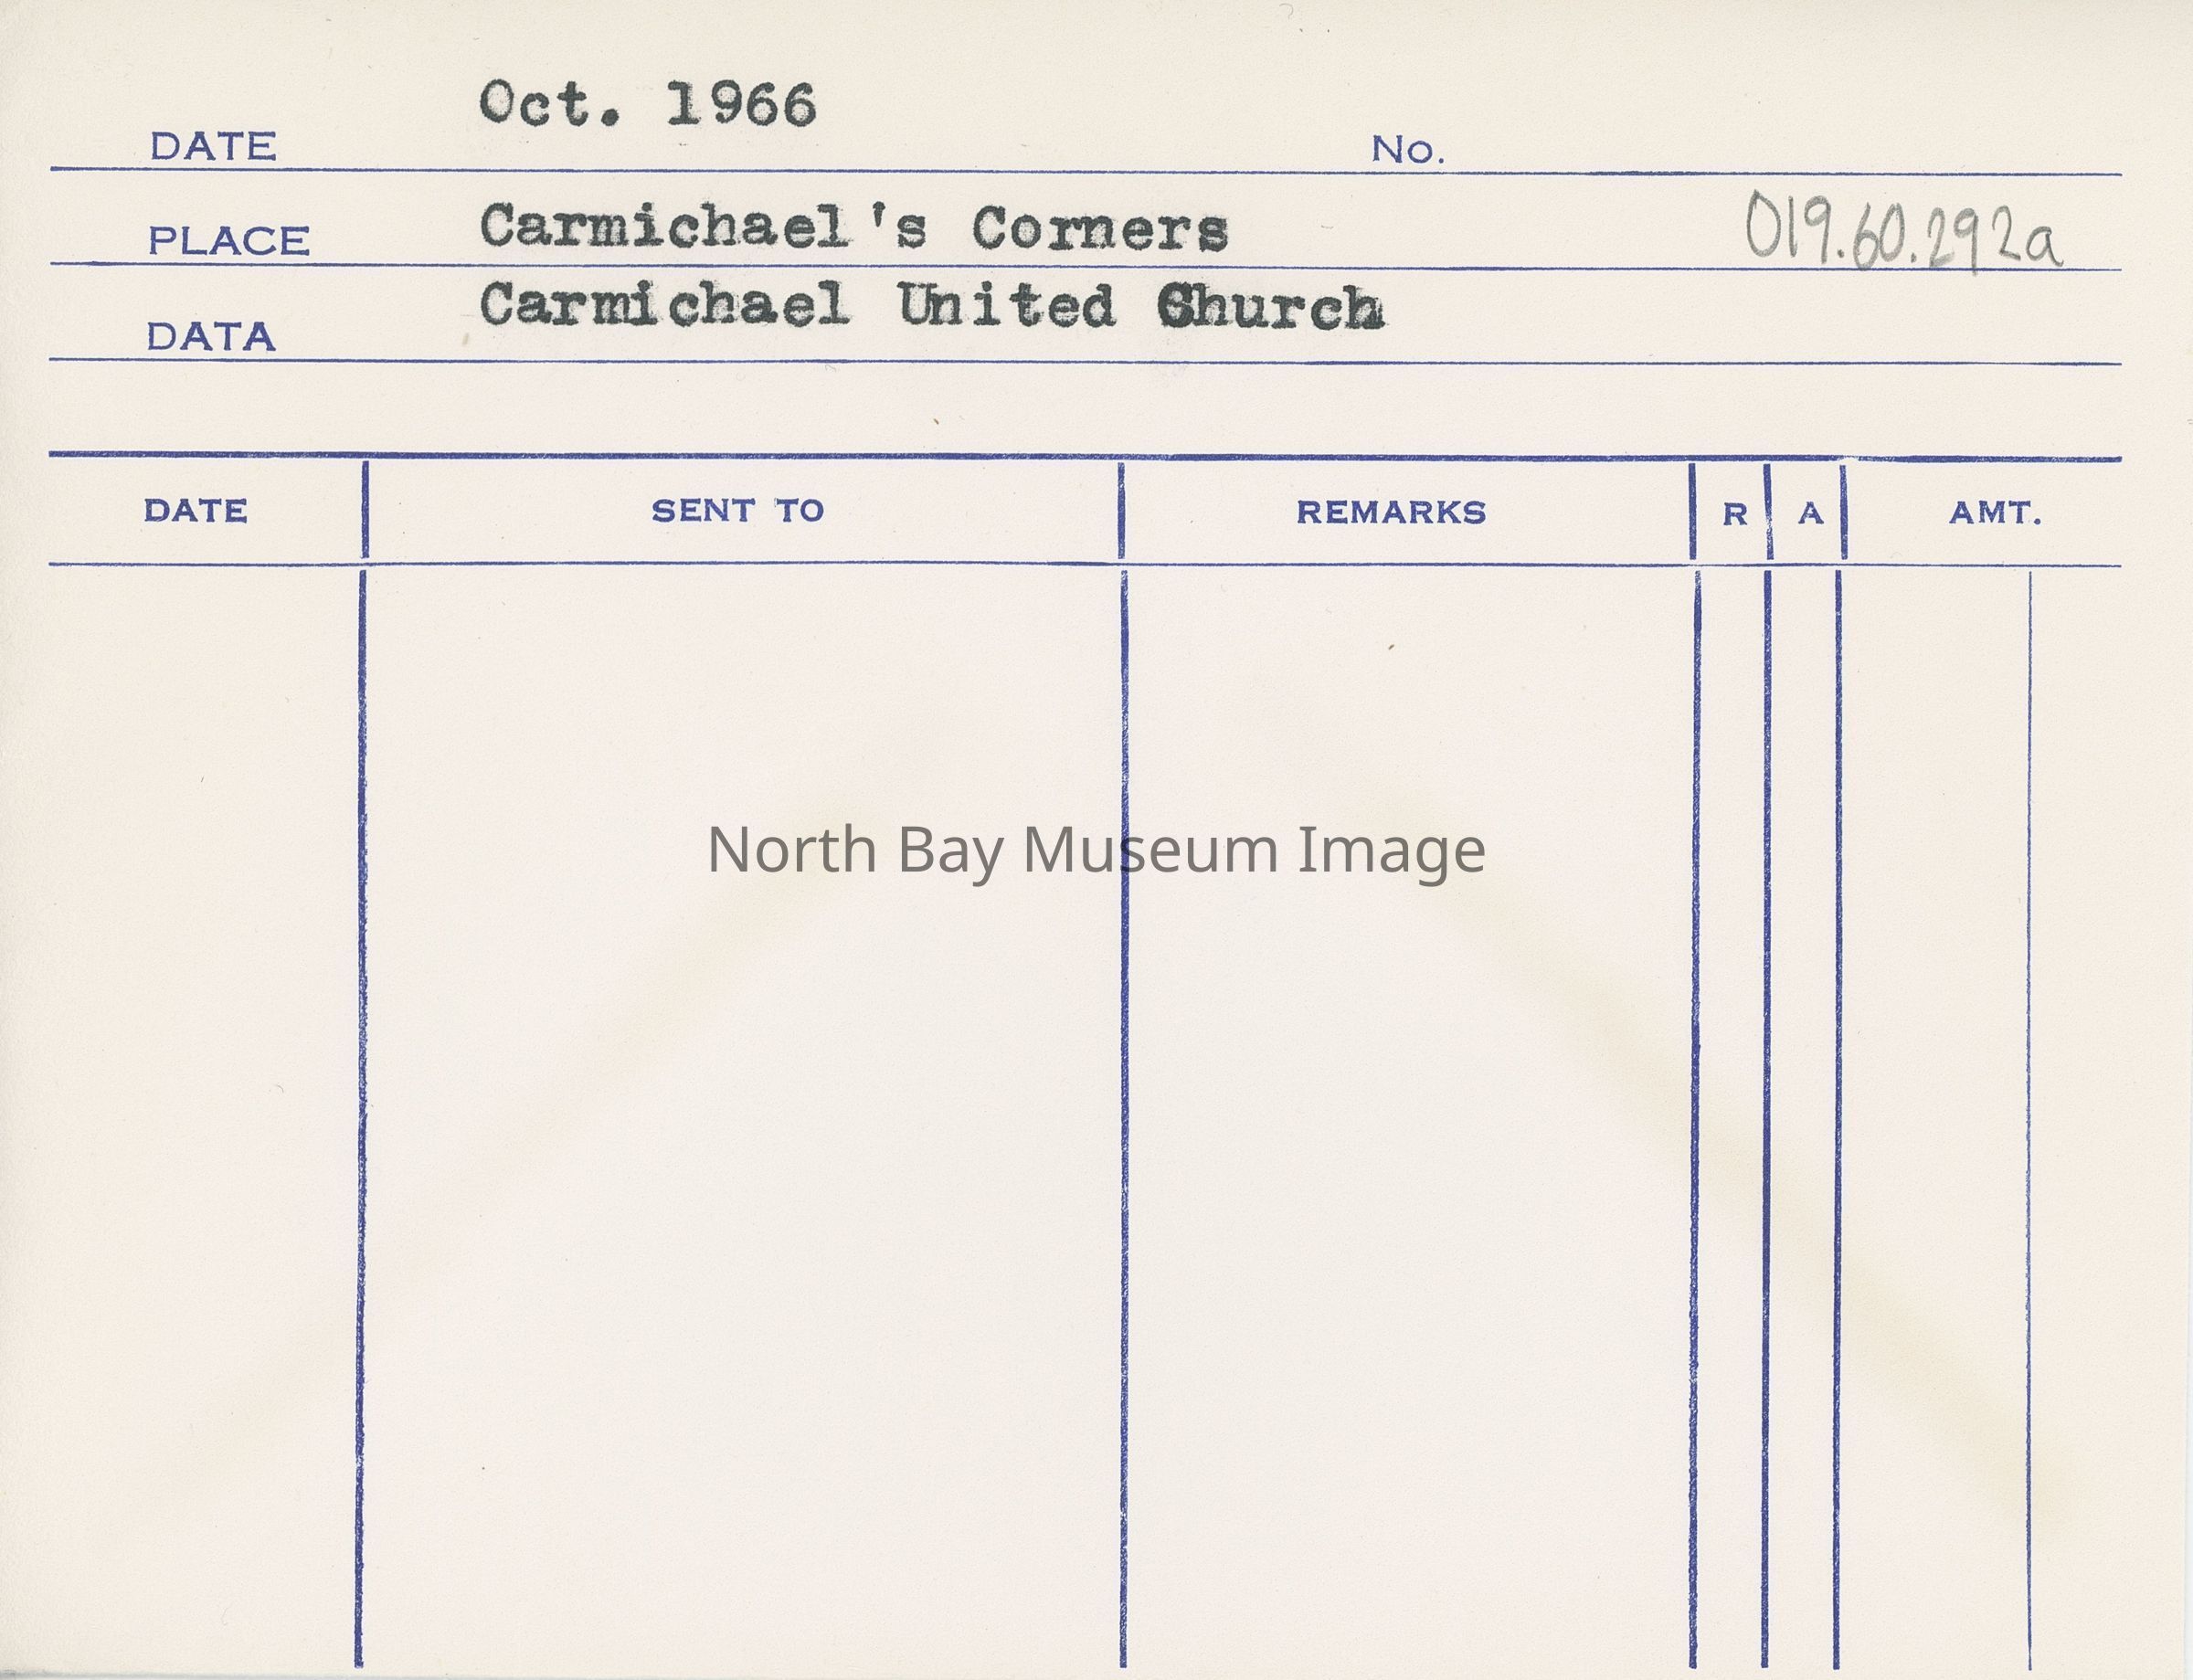 Oct. 1966
DATE No.
PLACE Carmichael's Corners 019.60.292a
DATA Carmichael United Church
DATE SENT TO REMARKS R A AMT.
North Bay Museum Image